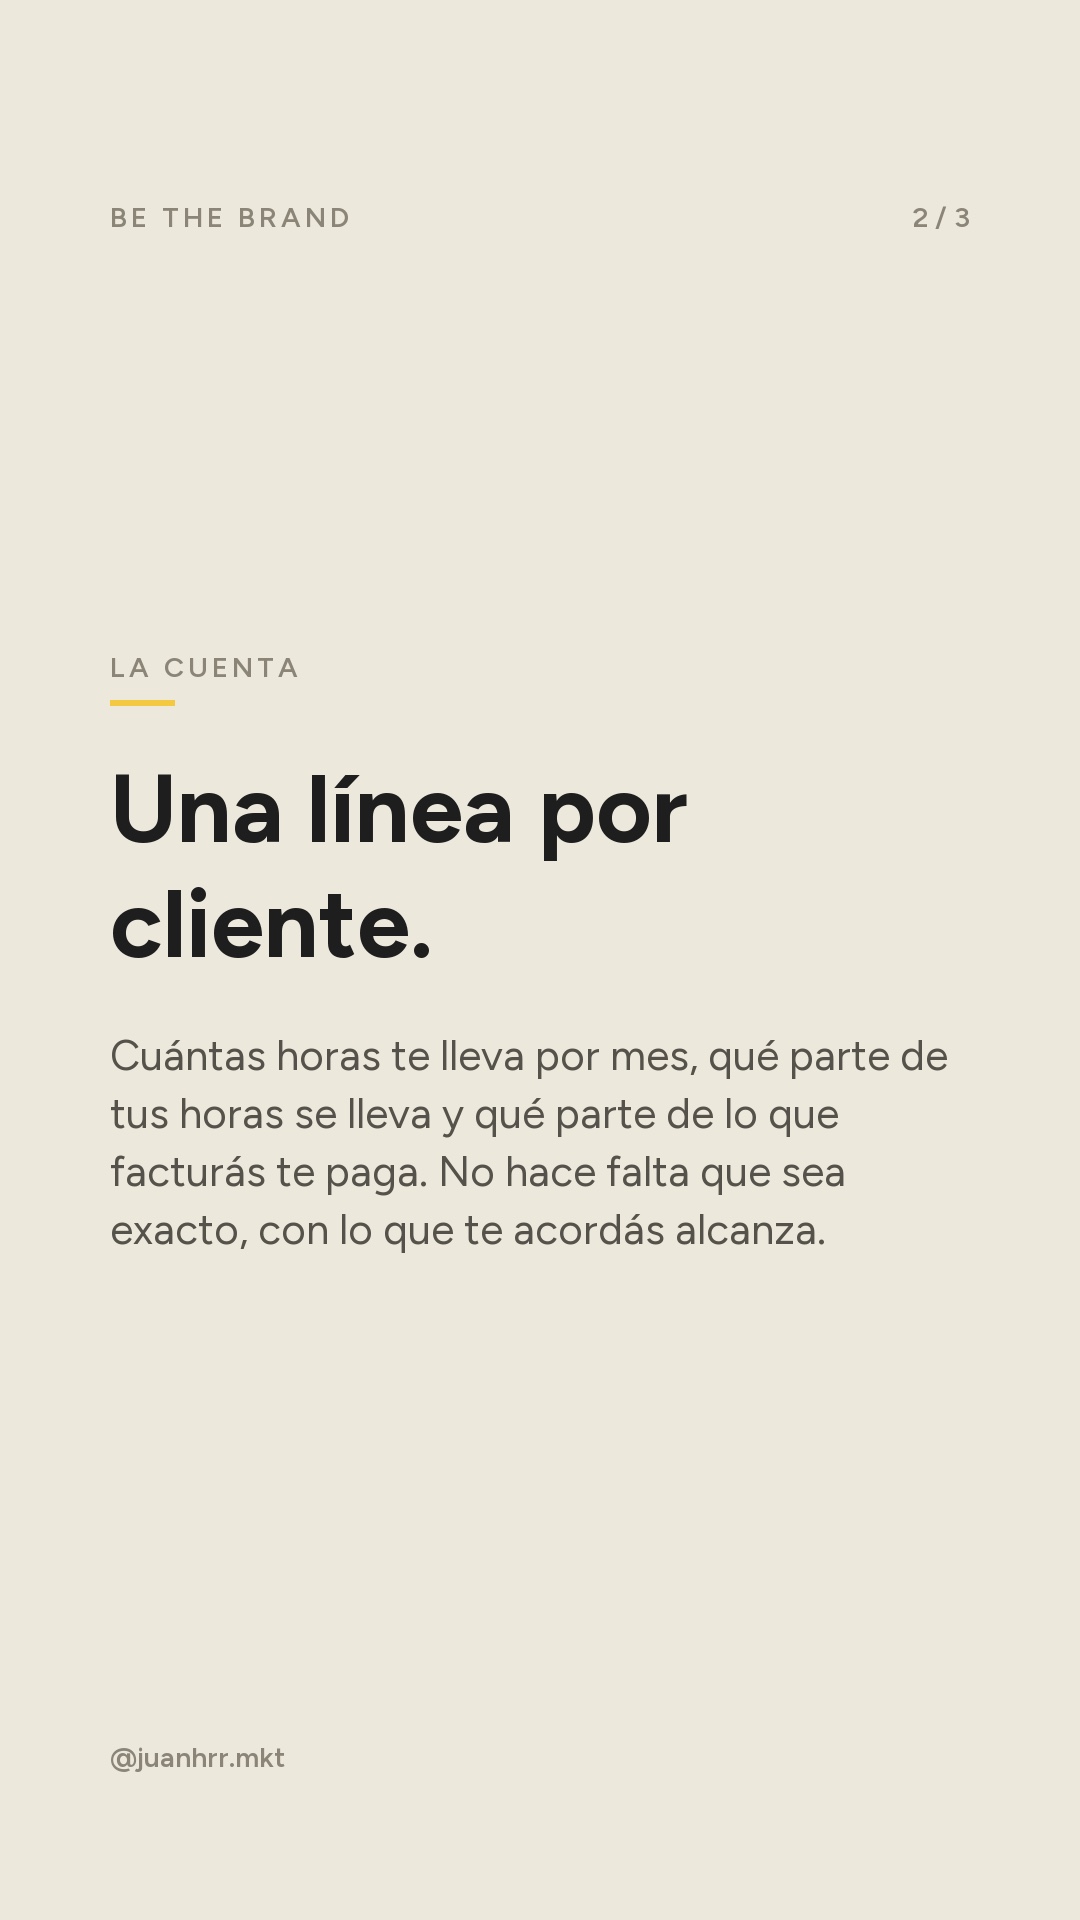 BE THE BRAND
2 / 3
LA CUENTA
Una línea por
cliente.
Cuántas horas te lleva por mes, qué parte de
tus horas se lleva y qué parte de lo que
facturás te paga. No hace falta que sea
exacto, con lo que te acordás alcanza.
@juanhrr.mkt